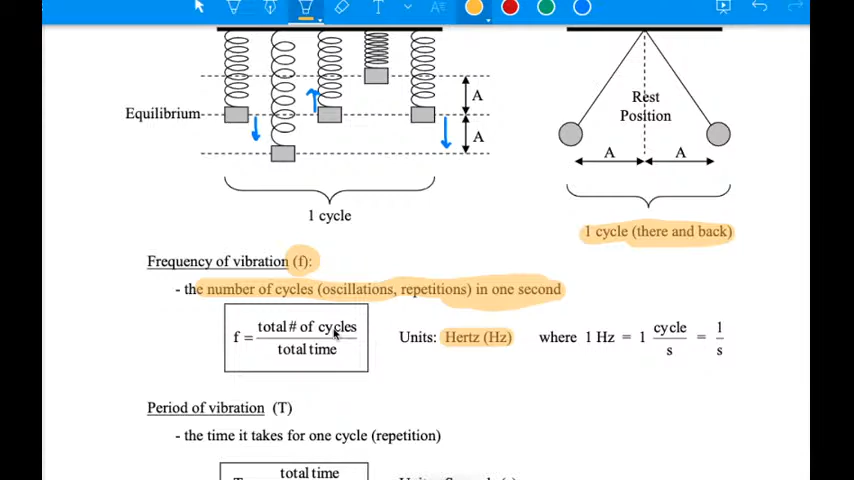 T
A
Equilibrium
A
1 cycle
Rest
Position
A
A
1 cycle (there and back)
Frequency of vibration (f):
- the number of cycles (oscillations, repetitions) in one second
f = total # of cycles
total time
Units: Hertz (Hz) where 1 Hz = 1 cycle = 1
s s
Period of vibration (T)
- the time it takes for one cycle (repetition)
total time